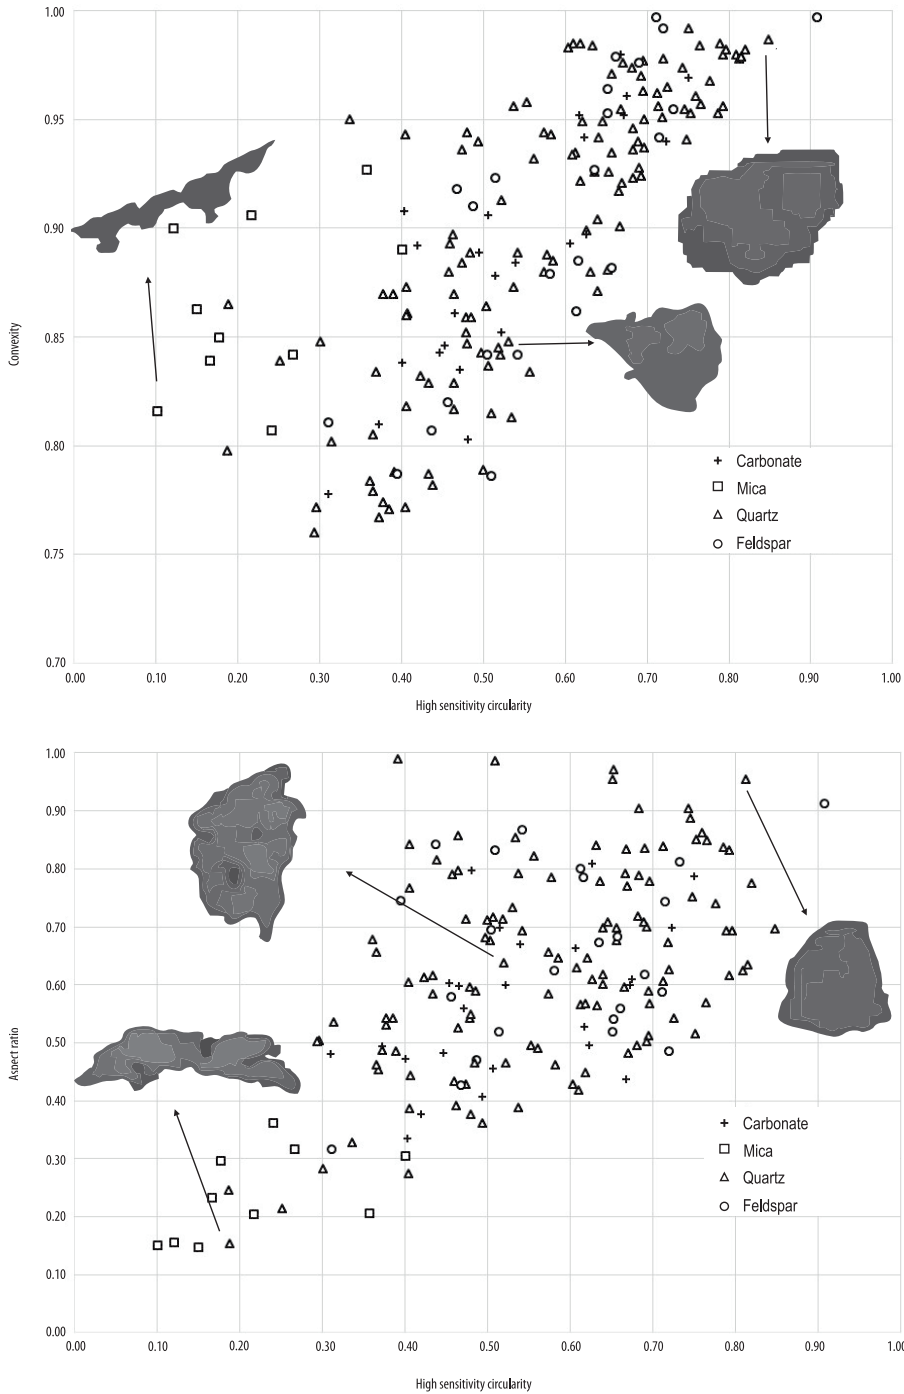 1.00
0.95
0.90
0.85
0.80
0.75
0.70
Convexity
Carbonate
Mica
Quartz
Feldspar
0.00 0.10 0.20 0.30 0.40 0.50 0.60 0.70 0.80 0.90 1.00
High sensitivity circularity
1.00
0.90
0.80
0.70
0.60
0.50
0.40
0.30
0.20
0.10
0.00
Aspect ratio
Carbonate
Mica
Quartz
Feldspar
0.00 0.10 0.20 0.30 0.40 0.50 0.60 0.70 0.80 0.90 1.00
High sensitivity circularity